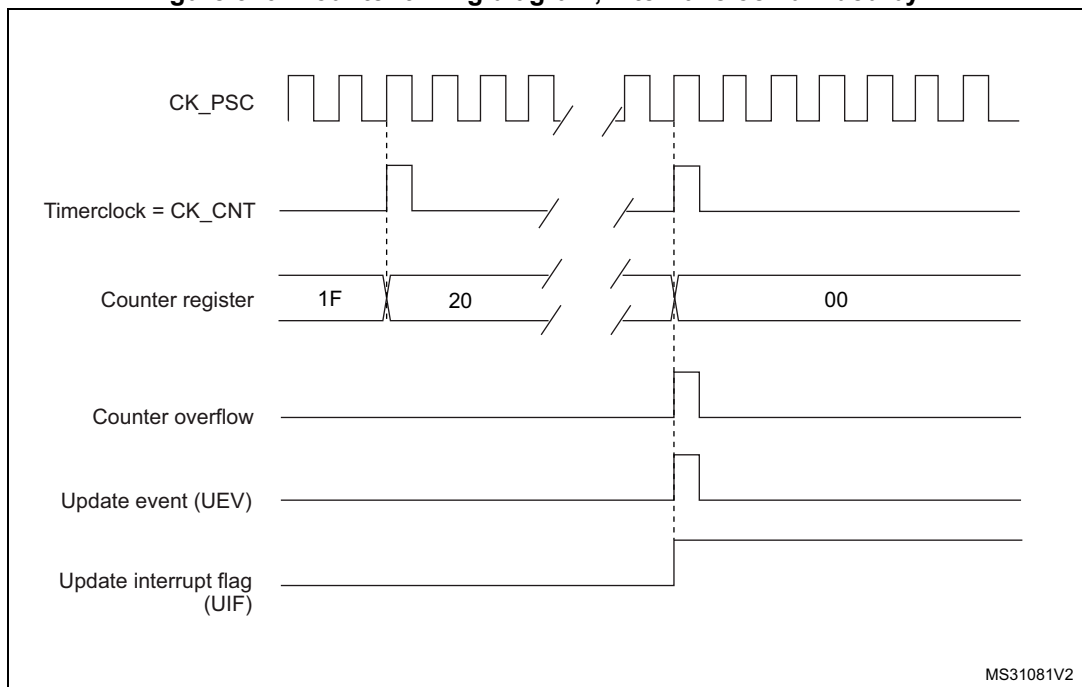 CK_PSC
Timerclock = CK_CNT
Counter register
1F
20
00
Counter overflow
Update event (UEV)
Update interrupt flag
(UIF)
MS31081V2